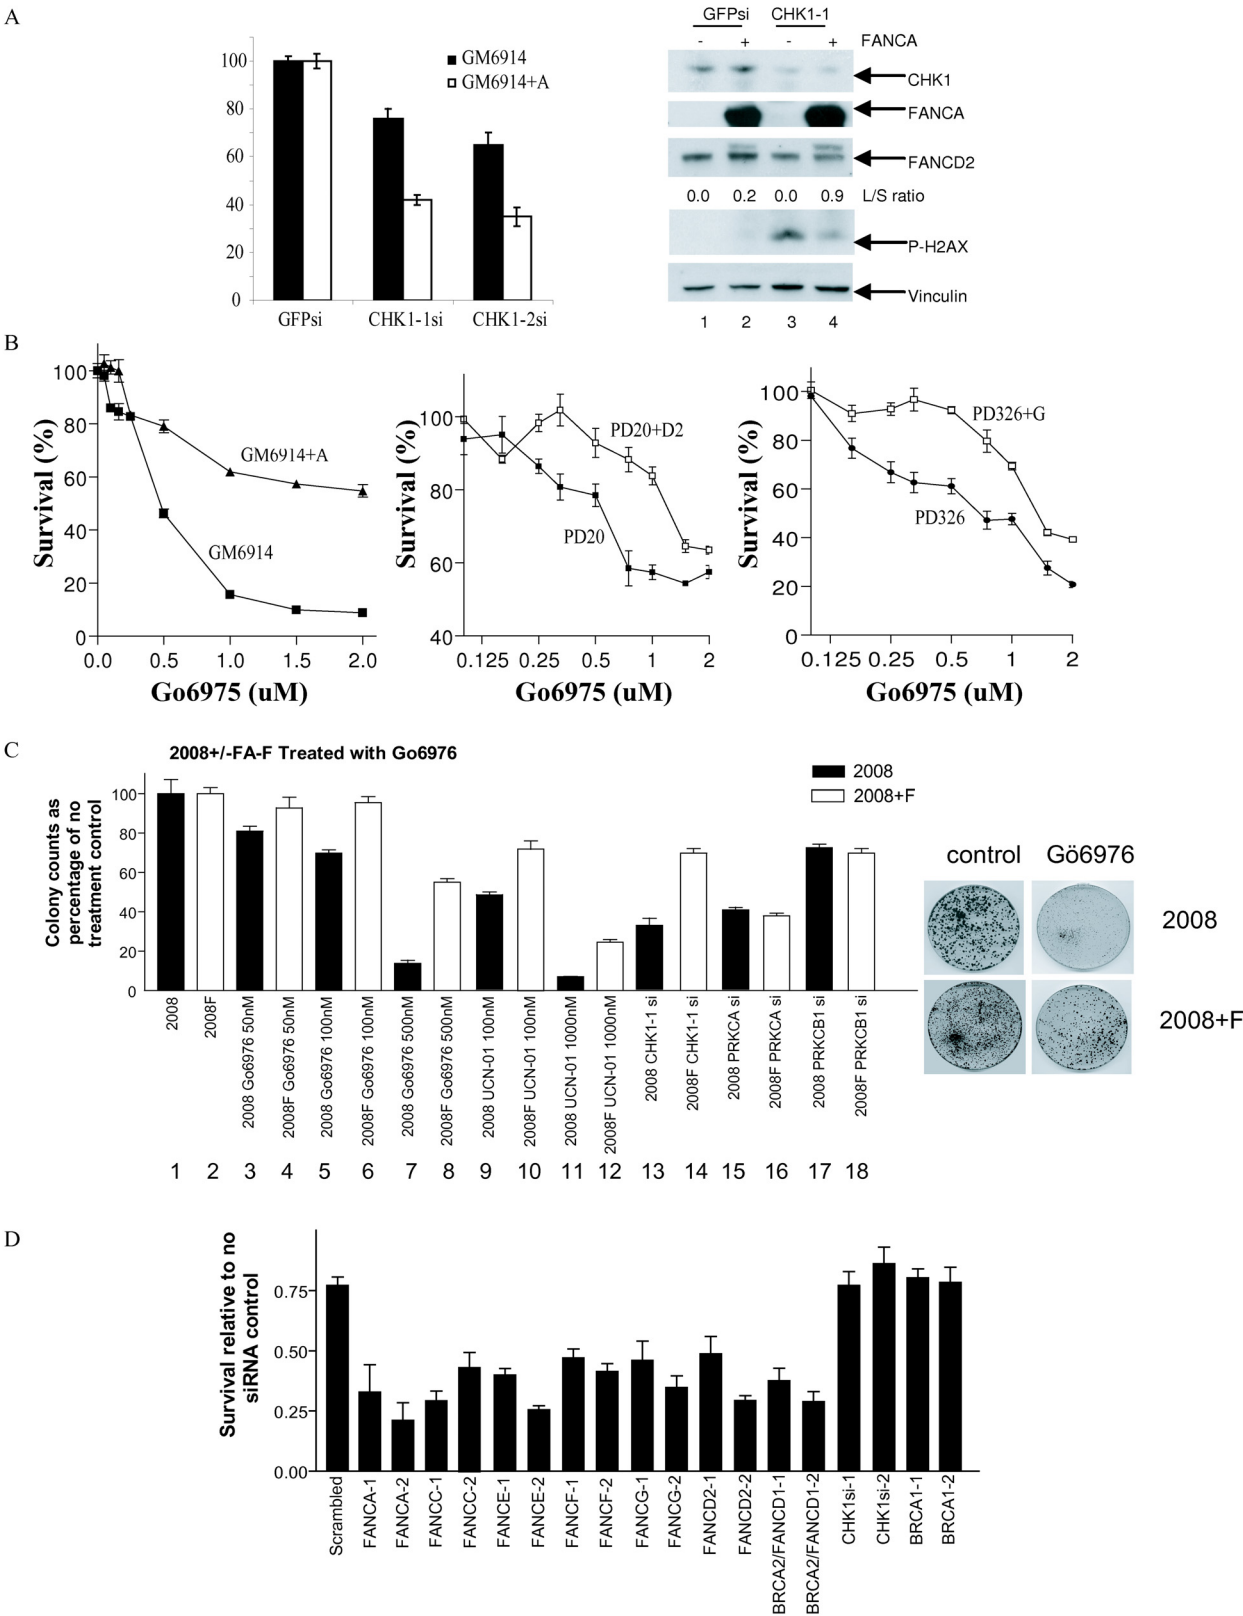 A
100
80
60
40
20
0
GM6914
GM6914+A
GFPsi
CHK1-1si
CHK1-2si
GFPsi CHK1-1
- + - + FANCA
CHK1
FANCA
FANCD2
0.0 0.2 0.0 0.9 L/S ratio
P-H2AX
Vinculin
1 2 3 4
B
Survival (%)
100
80
60
40
20
0
GM6914+A
GM6914
0.0 0.5 1.0 1.5 2.0
Go6975 (uM)
Survival (%)
100
80
60
40
PD20+D2
PD20
0.125 0.25 0.5 1 2
Go6975 (uM)
Survival (%)
100
80
60
40
20
0
PD326+G
PD326
0.125 0.25 0.5 1 2
Go6975 (uM)
C
2008+/-FA-F Treated with Go6976
Colony counts as
percentage of no
treatment control
100
80
60
40
20
0
2008
2008+F
2008
2008F
2008 Go6976 50nM
2008F Go6976 50nM
2008 Go6976 100nM
2008F Go6976 100nM
2008 Go6976 500nM
2008F Go6976 500nM
2008 UCN-01 100nM
2008F UCN-01 100nM
2008 UCN-01 1000nM
2008F UCN-01 1000nM
2008 CHK1-1 si
2008F CHK1-1 si
2008 PRKCA si
2008F PRKCA si
2008 PRKCB1 si
2008F PRKCB1 si
1 2 3 4 5 6 7 8 9 10 11 12 13 14 15 16 17 18
control Gö6976
2008
2008+F
D
Survival relative to no
siRNA control
0.75
0.50
0.25
0.00
Scrambled
FANCA-1
FANCA-2
FANCC-1
FANCC-2
FANCE-1
FANCE-2
FANCF-1
FANCF-2
FANCG-1
FANCG-2
FANCD2-1
FANCD2-2
BRCA2/FANCD1-1
BRCA2/FANCD1-2
CHK1si-1
CHK1si-2
BRCA1-1
BRCA1-2